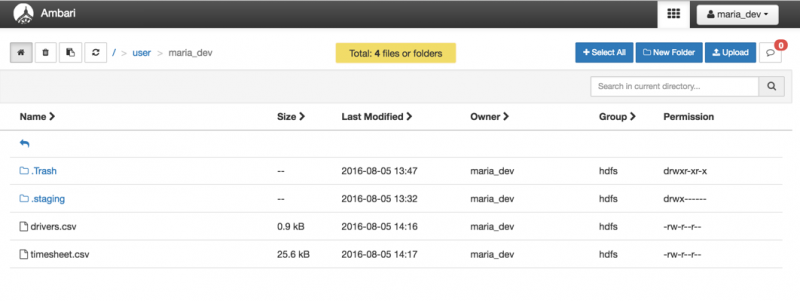 Ambari
maria_dev
/ > user > maria_dev
Total: 4 files or folders
Select All
New Folder
Upload
0
Search in current directory...
Name Size Last Modified Owner Group Permission
.Trash -- 2016-08-05 13:47 maria_dev hdfs drwxr-xr-x
.staging -- 2016-08-05 13:32 maria_dev hdfs drwx------
drivers.csv 0.9 kB 2016-08-05 14:16 maria_dev hdfs -rw-r--r--
timesheet.csv 25.6 kB 2016-08-05 14:17 maria_dev hdfs -rw-r--r--